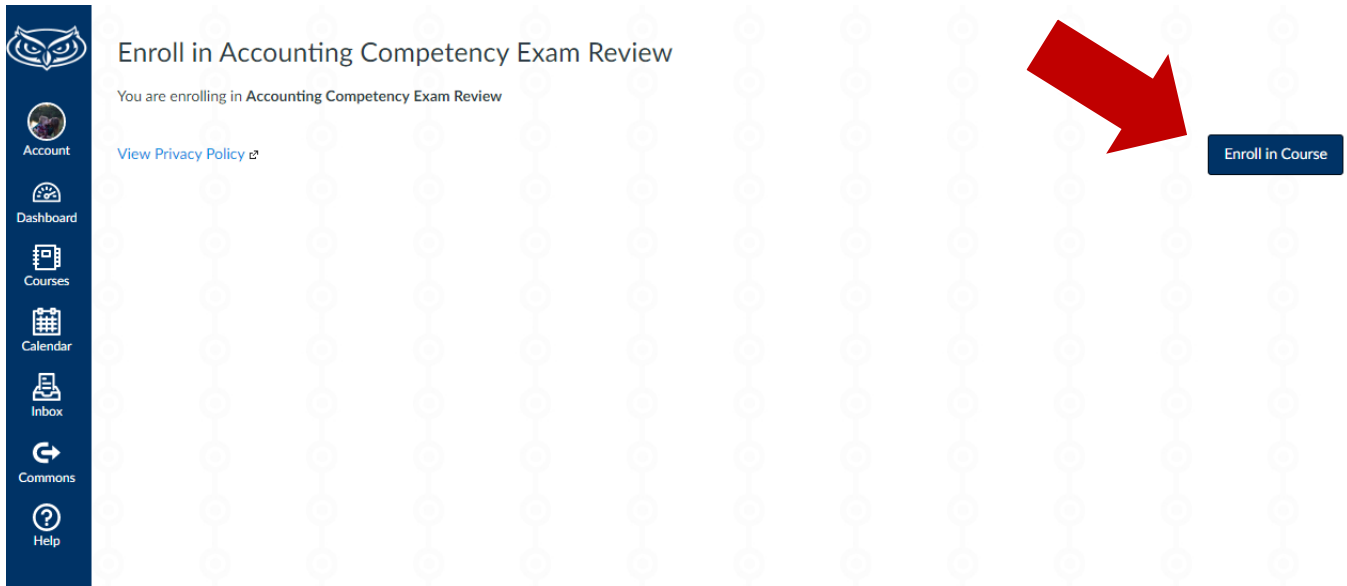 Enroll in Accounting Competency Exam Review
You are enrolling in Accounting Competency Exam Review
View Privacy Policy
Enroll in Course
Account
Dashboard
Courses
Calendar
Inbox
Commons
Help